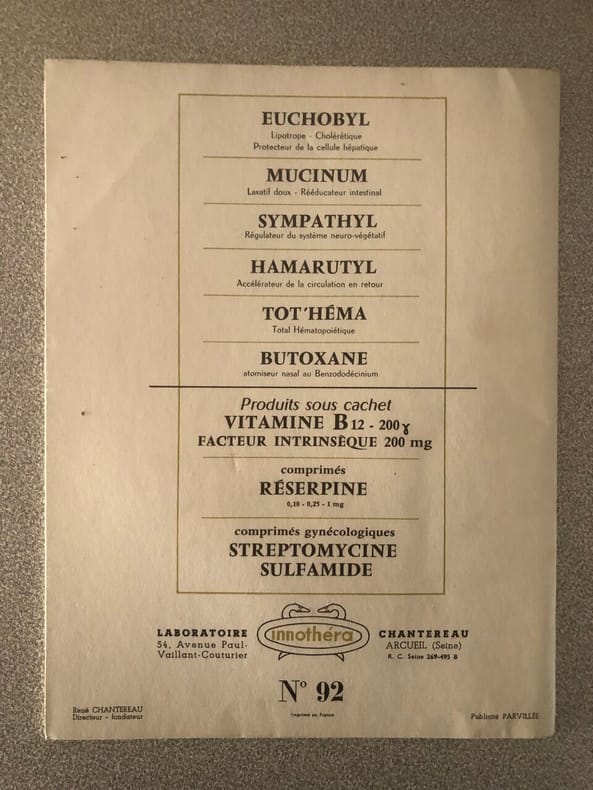 EUCHOBYL
Lipotrope - Cholérétique
Protecteur de la cellule hépatique
MUCINUM
Laxatif doux - Rééducateur intestinal
SYMPATHYL
Régulateur du système neuro-végétatif
HAMARUTYL
Accélérateur de la circulation en retour
TOT'HÉMA
Total Hématopoïétique
BUTOXANE
atomiseur nasal au Benzododécinium
Produits sous cachet
VITAMINE B12 - 200γ
FACTEUR INTRINSÈQUE 200 mg
comprimés
RÉSERPINE
0,10 - 0,25 - 1 mg
comprimés gynécologiques
STREPTOMYCINE
SULFAMIDE
LABORATOIRE
54, Avenue Paul-
Vaillant-Couturier
innothéra
CHANTEREAU
ARCUEIL (Seine)
R. C. Seine 269-495 B
N° 92
Imprimé en France
René CHANTEREAU
Directeur - fondateur
Publicité PARVILLÉE